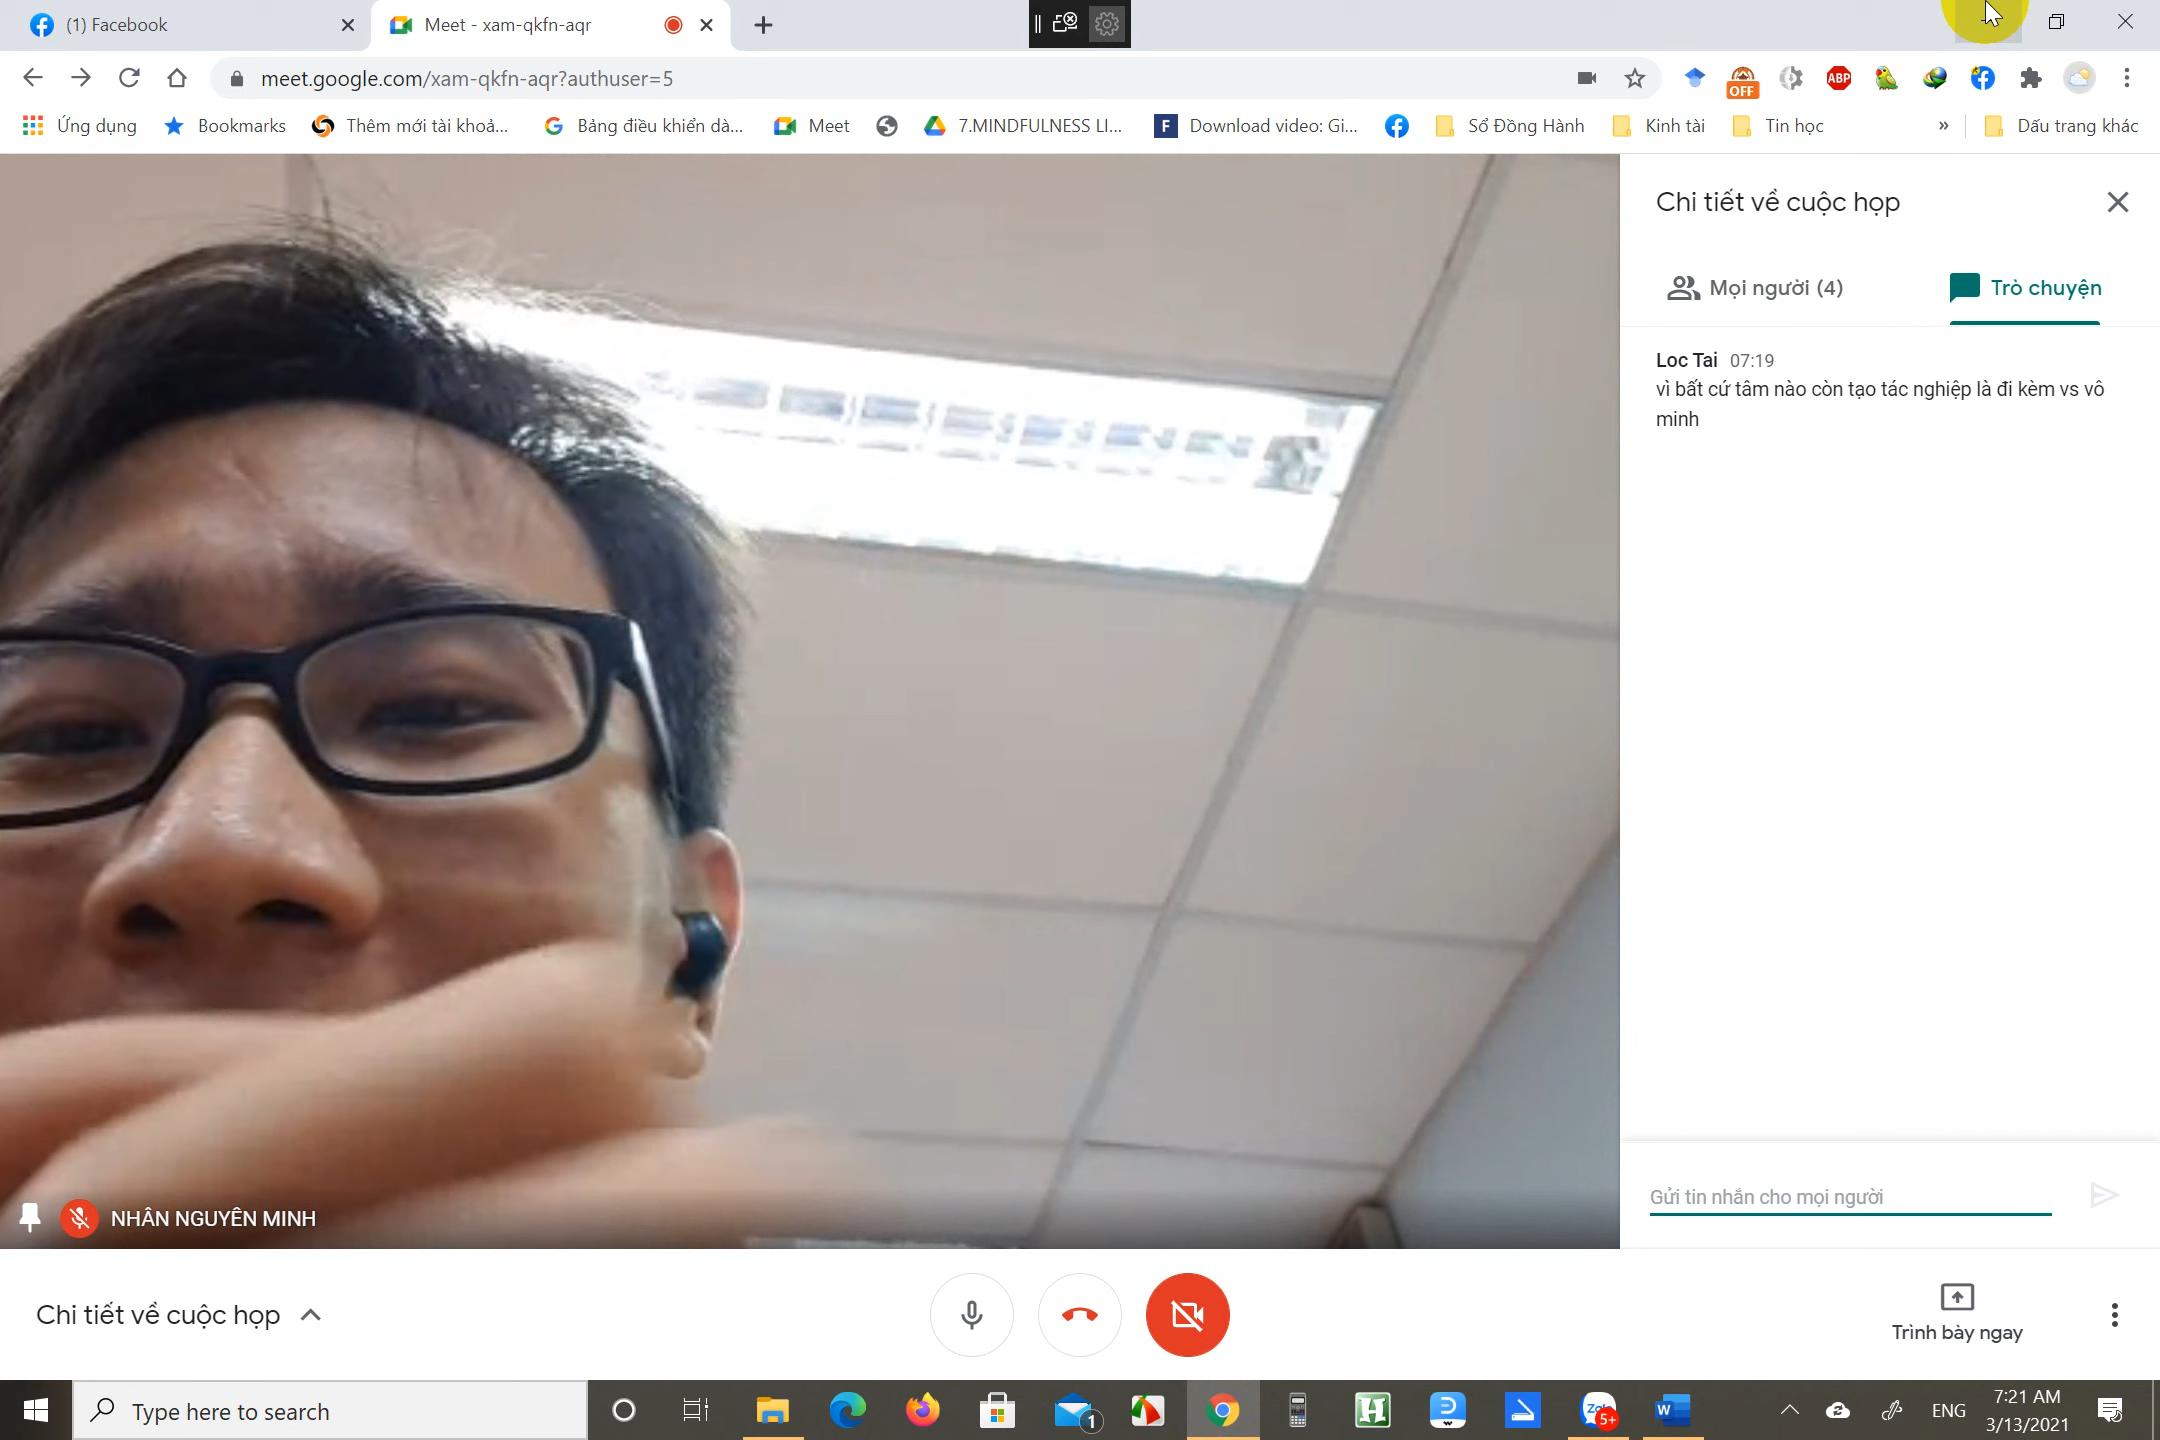 (1) Facebook
Meet - xam-qkfn-aqr
meet.google.com/xam-qkfn-aqr?authuser=5
OFF
ABP
Ứng dụng
Bookmarks
Thêm mới tài khoả...
Bảng điều khiển dà...
Meet
7.MINDFULNESS LI...
F
Download video: Gi...
Sổ Đồng Hành
Kinh tài
Tin học
»
Dấu trang khác
Chi tiết về cuộc họp
Mọi người (4)
Trò chuyện
Loc Tai 07:19
vì bất cứ tâm nào còn tạo tác nghiệp là đi kèm vs vô
minh
NHÂN NGUYÊN MINH
Gửi tin nhắn cho mọi người
Chi tiết về cuộc họp
Trình bày ngay
Type here to search
1
Zalo
5+
W
ENG
7:21 AM
3/13/2021